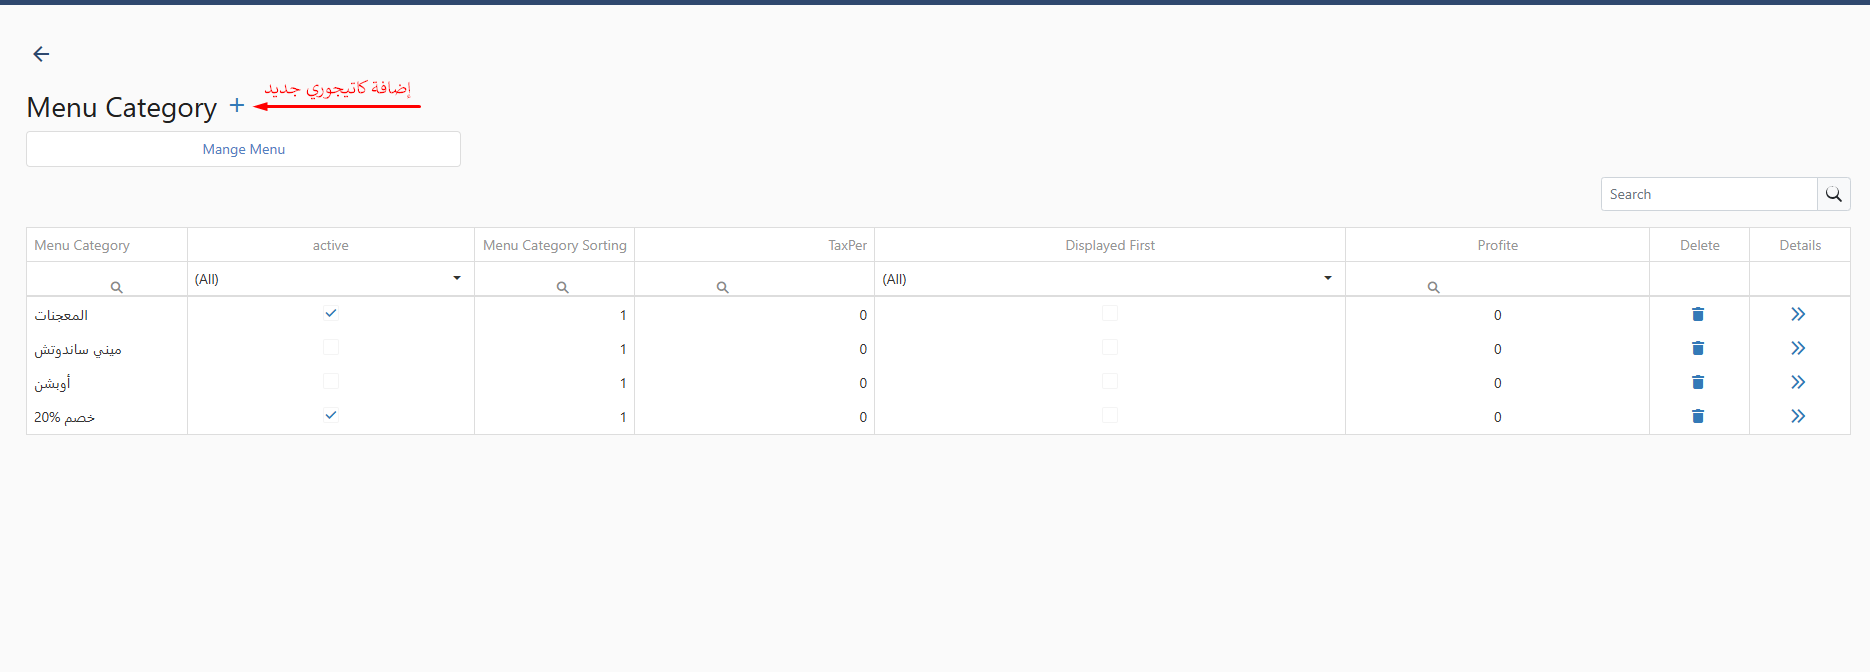 إضافة كاتيجوري جديد
Menu Category +
Mange Menu
Search
Menu Category active Menu Category Sorting TaxPer Displayed First Profite Delete Details
(All) (All)
المعجنات 1 0 0
ميني ساندوتش 1 0 0
أوبشن 1 0 0
خصم 20% 1 0 0